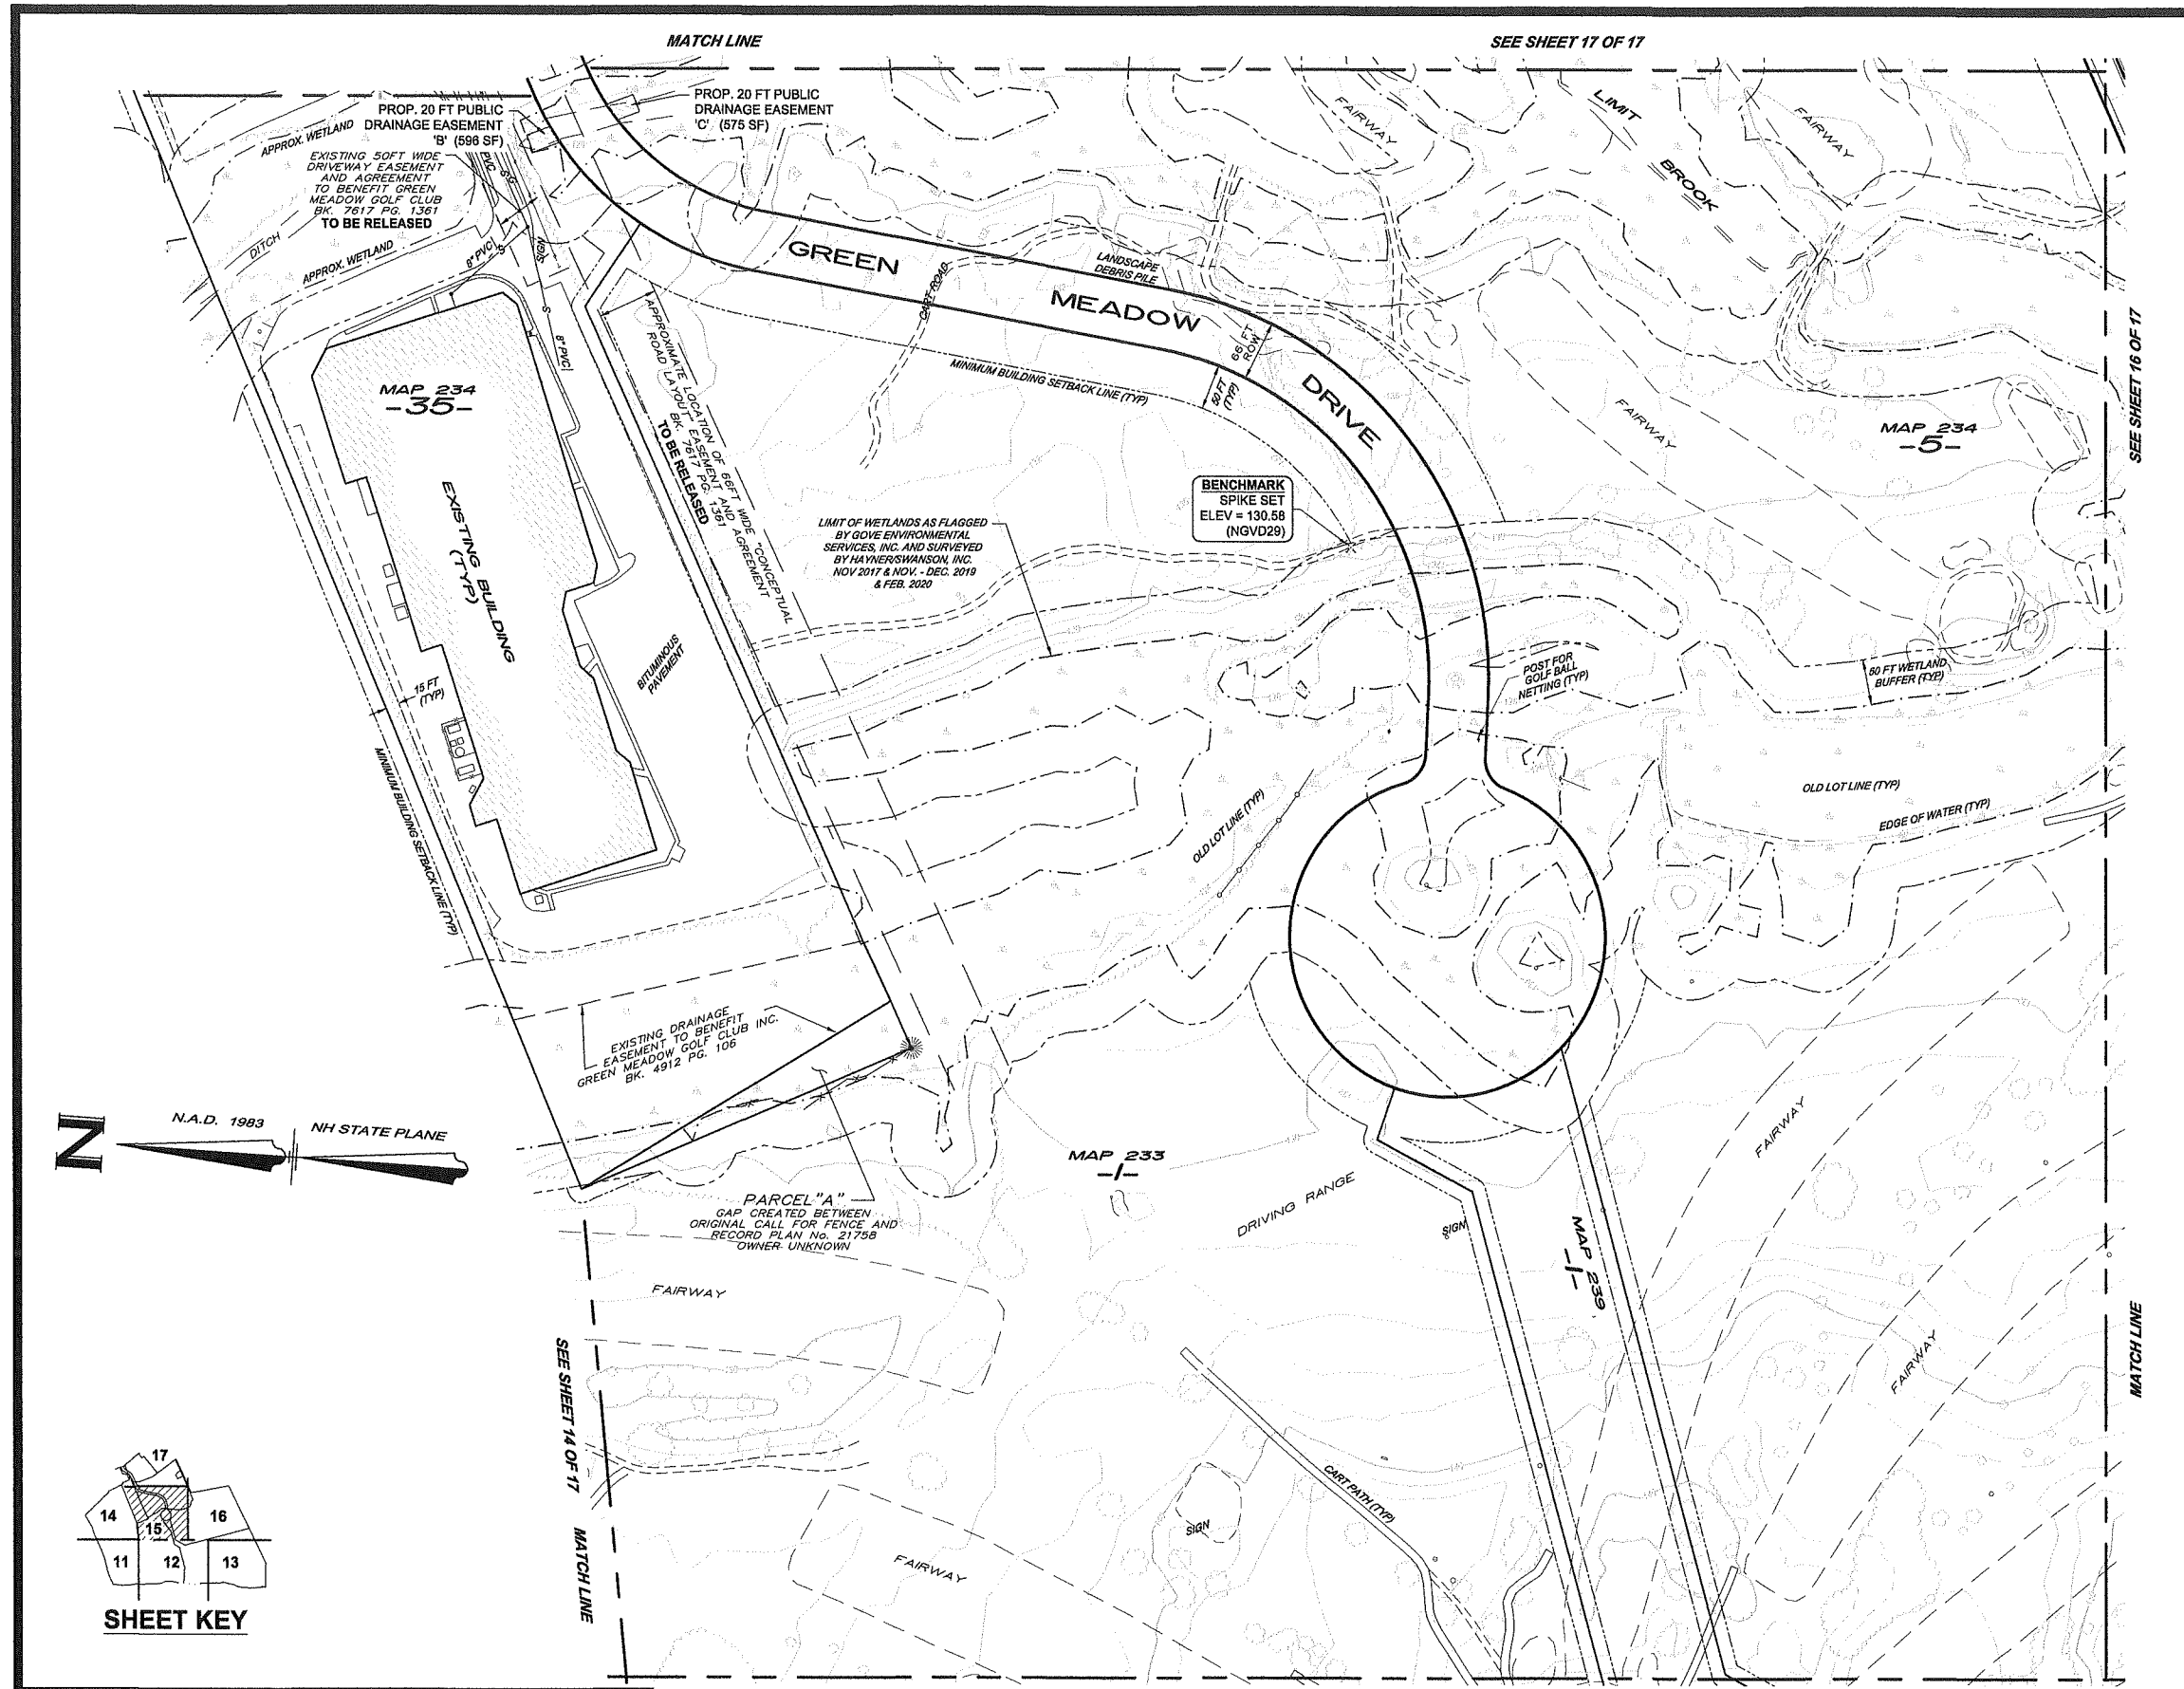 MATCH LINE
SEE SHEET 17 OF 17
PROP. 20 FT PUBLIC
DRAINAGE EASEMENT
'B' (596 SF)
PROP. 20 FT PUBLIC
DRAINAGE EASEMENT
'C' (575 SF)
APPROX. WETLAND
EXISTING 50FT WIDE
DRIVEWAY EASEMENT
AND AGREEMENT
TO BENEFIT GREEN
MEADOW GOLF CLUB
BK. 7617 PG. 1361
TO BE RELEASED
DITCH
APPROX. WETLAND
PVC
8" PVC
S
SIGN
S
8" PVC
FAIRWAY
LIMIT
BROOK
FAIRWAY
GREEN
MEADOW
DRIVE
CART ROAD
LANDSCAPE
DEBRIS PILE
66 FT
ROW
50 FT
(TYP)
MINIMUM BUILDING SETBACK LINE (TYP)
APPROXIMATE LOCATION OF 66FT WIDE "CONCEPTUAL
ROAD LAYOUT" EASEMENT AND AGREEMENT
BK. 7617 PG. 1361
TO BE RELEASED
MAP 234
-35-
EXISTING BUILDING
(TYP)
FAIRWAY
MAP 234
-5-
SEE SHEET 16 OF 17
BENCHMARK
SPIKE SET
ELEV = 130.58
(NGVD29)
LIMIT OF WETLANDS AS FLAGGED
BY GOVE ENVIRONMENTAL
SERVICES, INC. AND SURVEYED
BY HAYNER/SWANSON, INC.
NOV 2017 & NOV. - DEC. 2019
& FEB. 2020
BITUMINOUS
PAVEMENT
15 FT
(TYP)
MINIMUM BUILDING SETBACK LINE (TYP)
POST FOR
GOLF BALL
NETTING (TYP)
50 FT WETLAND
BUFFER (TYP)
OLD LOT LINE (TYP)
OLD LOT LINE (TYP)
EDGE OF WATER (TYP)
EXISTING DRAINAGE
EASEMENT TO BENEFIT
GREEN MEADOW GOLF CLUB INC.
BK. 4912 PG. 106
N
N.A.D. 1983
NH STATE PLANE
PARCEL "A"
GAP CREATED BETWEEN
ORIGINAL CALL FOR FENCE AND
RECORD PLAN No. 21758
OWNER UNKNOWN
MAP 233
-1-
DRIVING RANGE
SIGN
MAP 239
-1-
FAIRWAY
FAIRWAY
FAIRWAY
MATCH LINE
SEE SHEET 14 OF 17
MATCH LINE
CART PATH (TYP)
SIGN
FAIRWAY
17
14
15
16
11
12
13
SHEET KEY